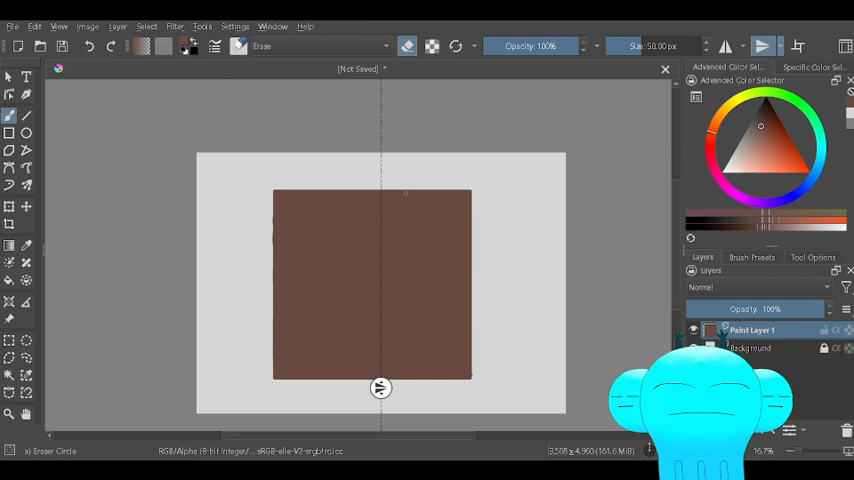 File Edit View Image Layer Select Filter Tools Settings Window Help
Erase Opacity: 100% Size: 50.00 px
[Not Saved] *
Advanced Color Sel... Specific Color Sel...
Advanced Color Selector
Layers Brush Presets Tool Options
Layers
Normal
Opacity: 100%
Paint Layer 1
Background
a) Eraser Circle RGB/Alpha (8-bit integer/... sRGB-elle-V2-srgbtrc.icc 3,508 x 4,960 (161.6 MiB) 16.7%